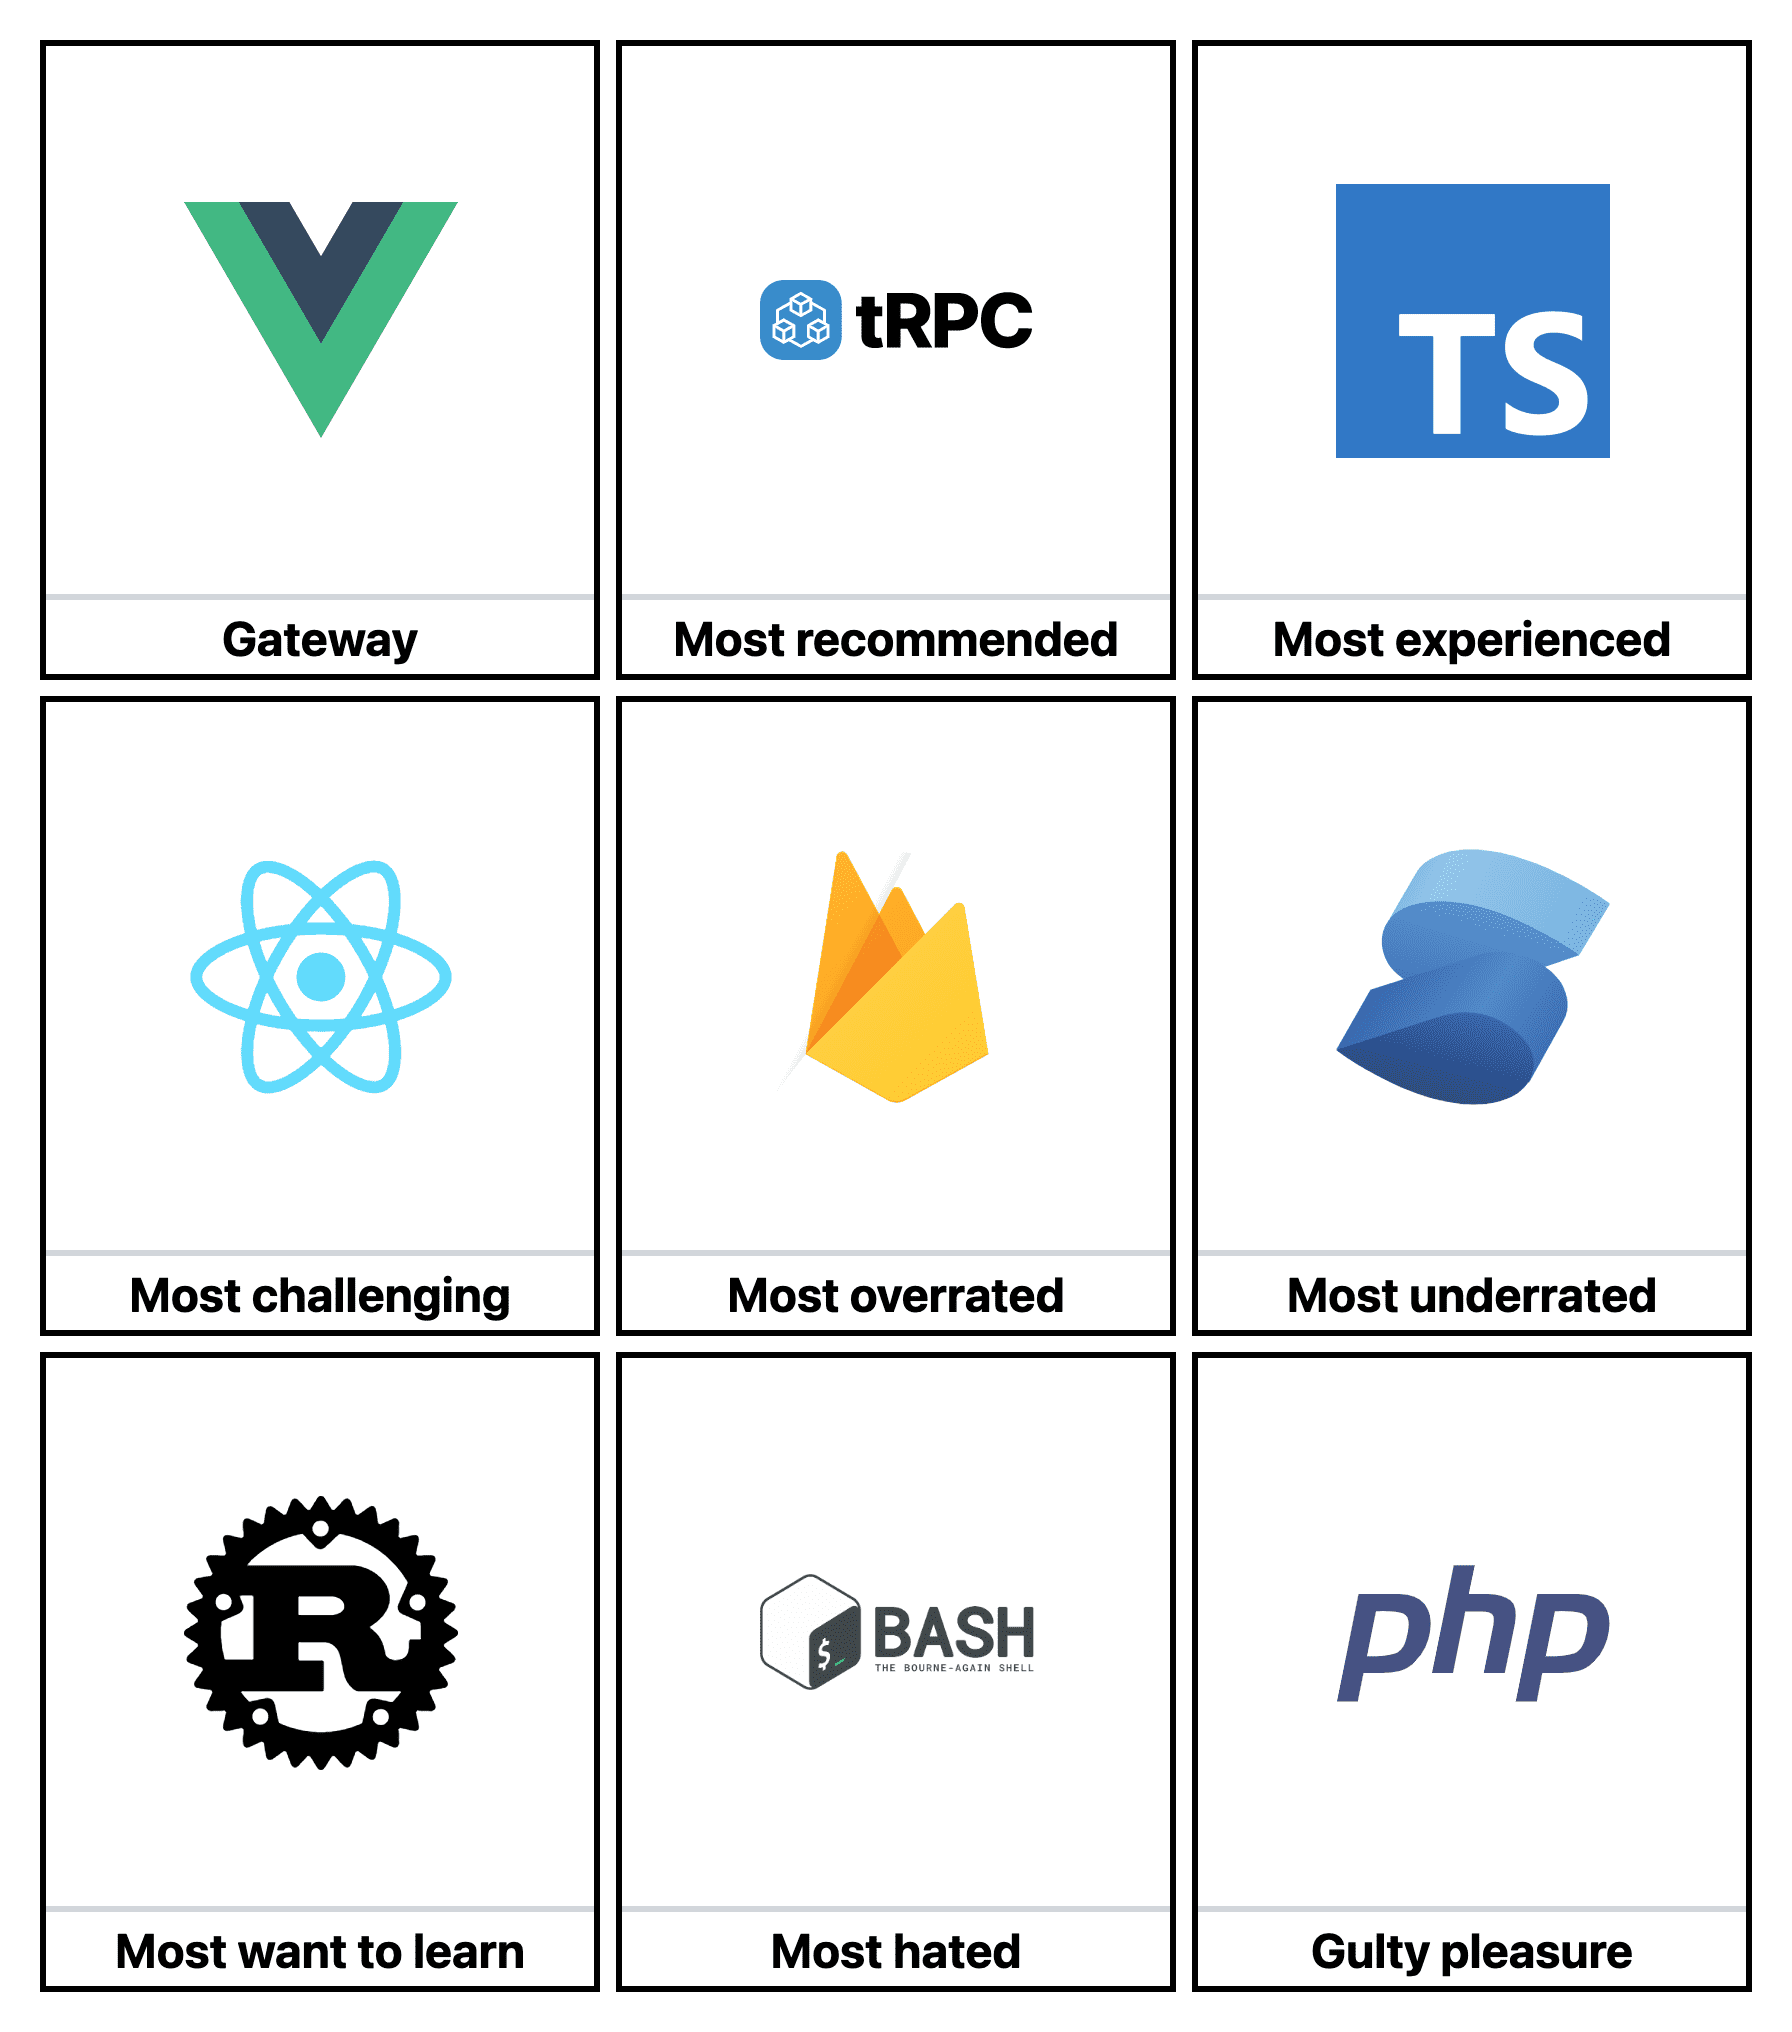 tRPC
TS
Gateway
Most recommended
Most experienced
Most challenging
Most overrated
Most underrated
R
$_ BASH
THE BOURNE-AGAIN SHELL
php
Most want to learn
Most hated
Gulty pleasure